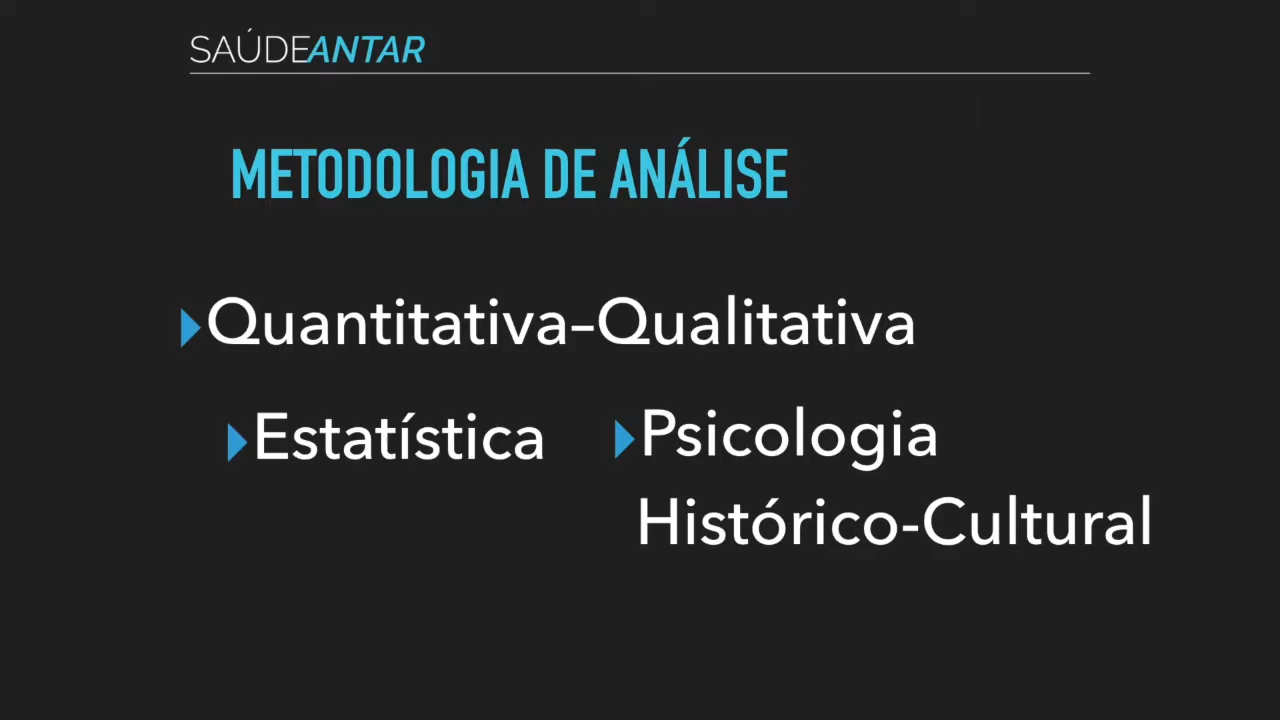 SAÚDEANTAR
METODOLOGIA DE ANÁLISE
Quantitativa–Qualitativa
Estatística
Psicologia
Histórico-Cultural